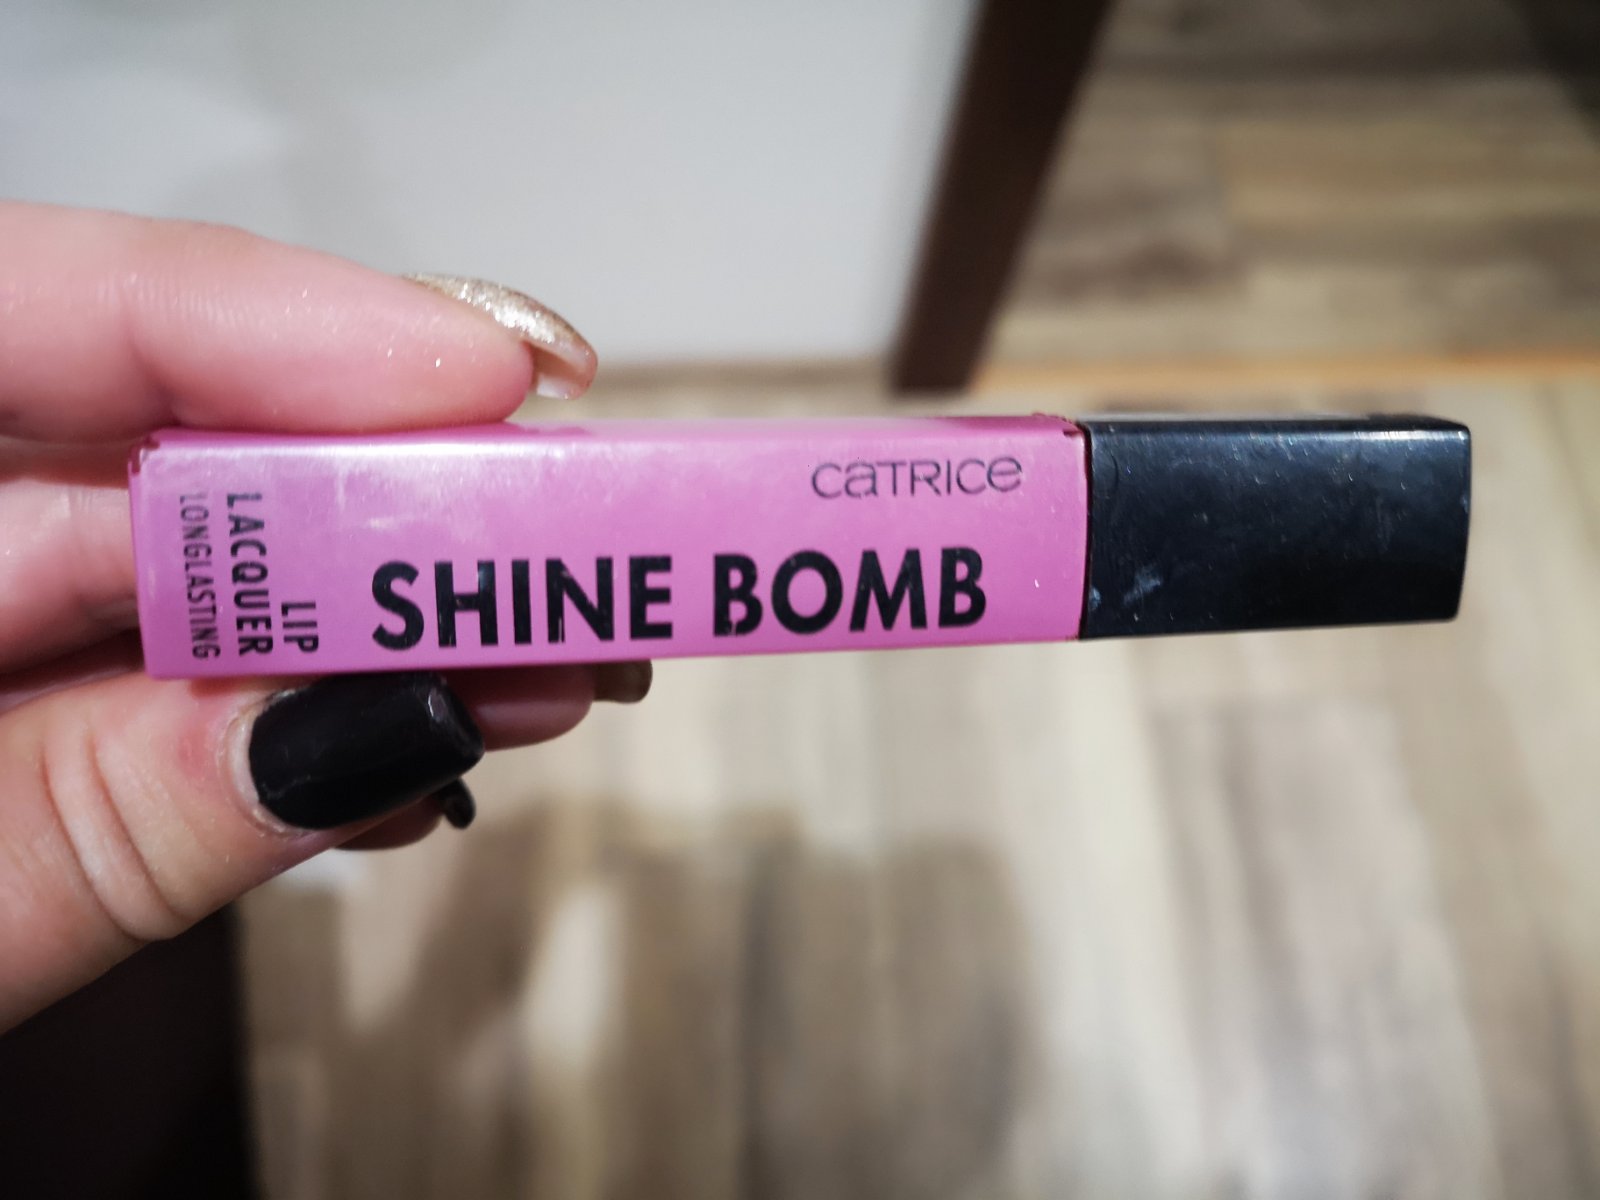 CATRICE
SHINE BOMB
LIP
LACQUER
LONGLASTING